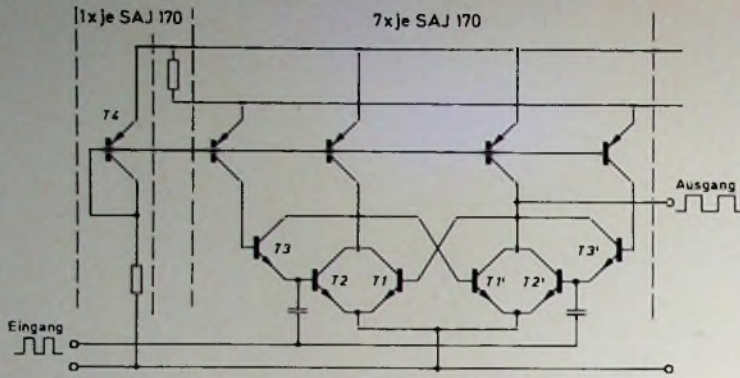 1x je SAJ 170
7x je SAJ 170
T4
Ausgang
T3
T2
T1
T1'
T2'
T3'
Eingang